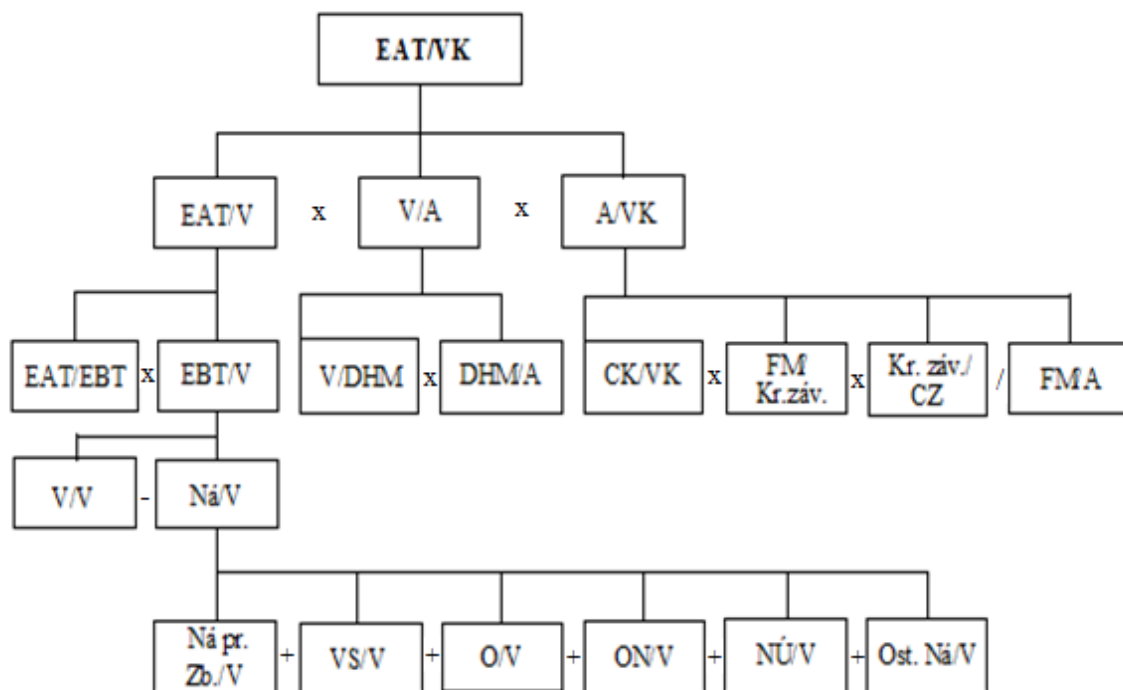 EAT/VK
EAT/V x V/A x A/VK
EAT/EBT x EBT/V V/DHM x DHM/A CK/VK x FM/ Kr.záv. x Kr. záv./ CZ / FM/A
V/V - Ná/V
Ná pr. Zb./V + VS/V + O/V + ON/V + NÚ/V + Ost. Ná/V